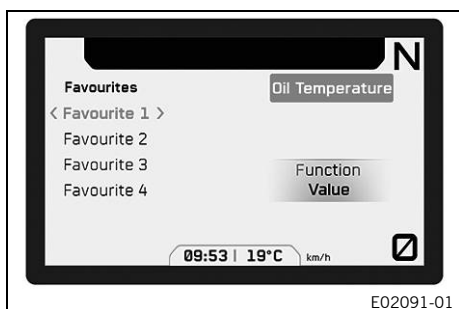 N
Favourites
Oil Temperature
< Favourite 1 >
Favourite 2
Favourite 3
Function
Favourite 4
Value
09:53 | 19°C km/h
0
E02091-01